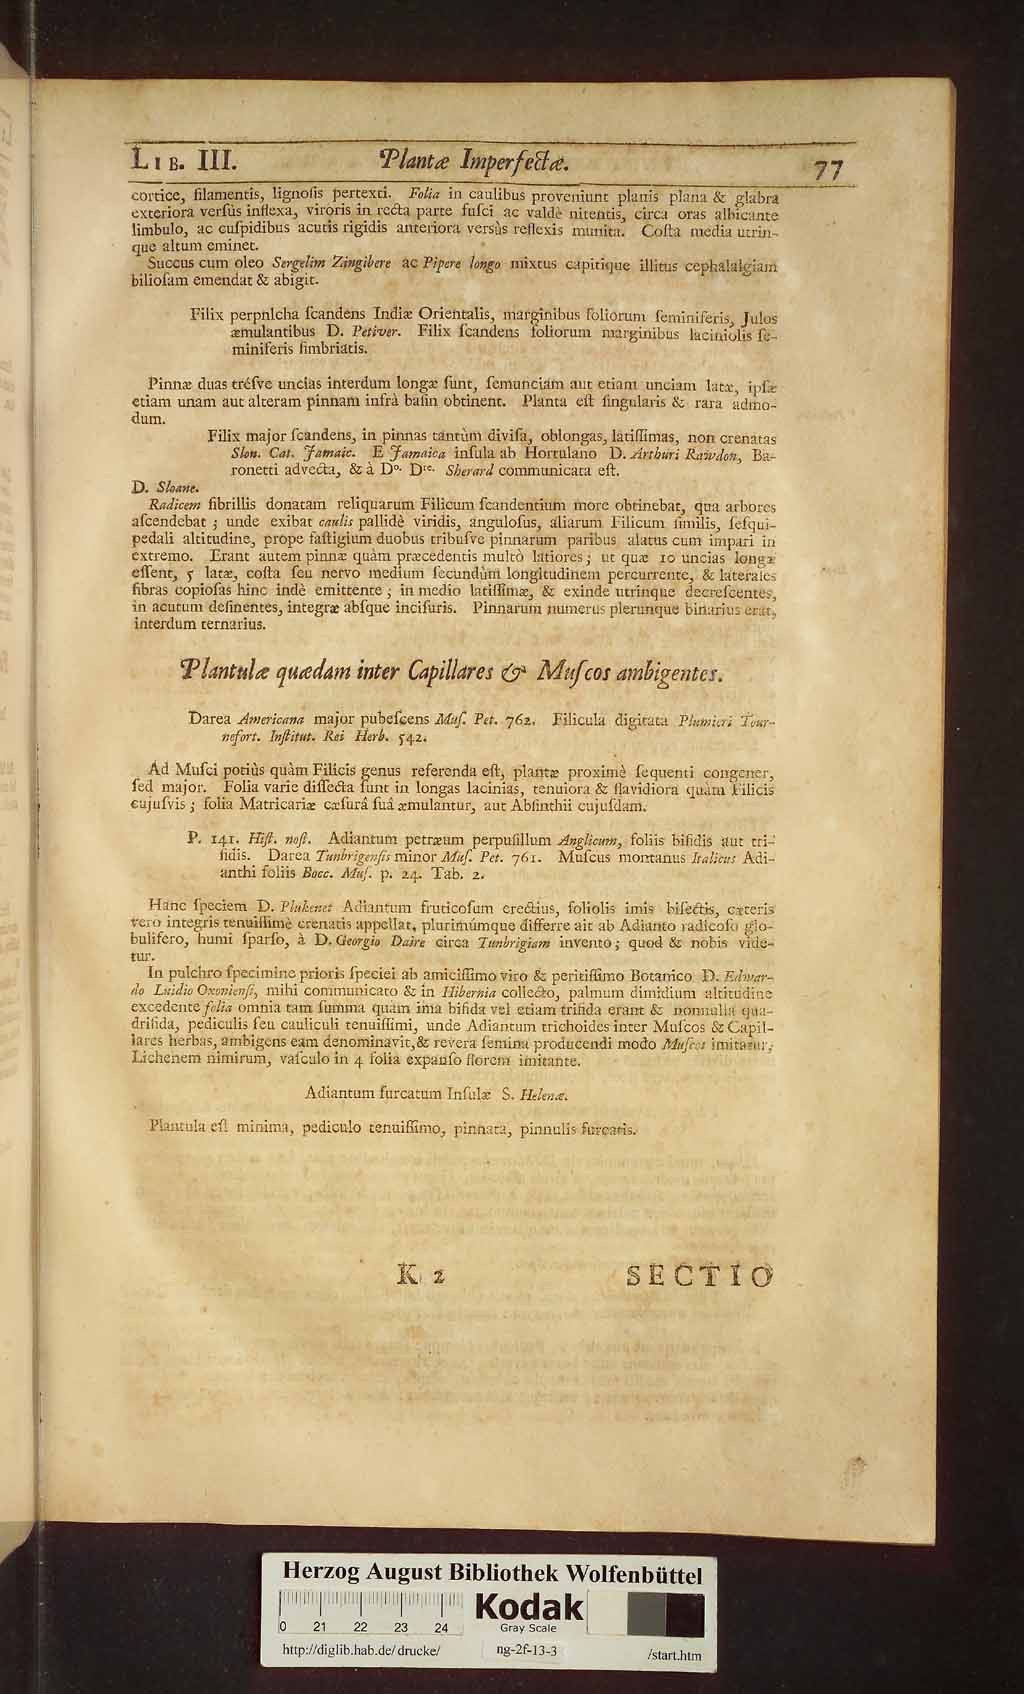 LIB. III. Plantæ Imperfectæ. 77
cortice, filamentis, lignoſis pertexti. Folia in caulibus proveniunt planis plana & glabra
exteriora verſùs inflexa, viroris in recta parte fuſci ac valdè nitentis, circa oras albicante
limbulo, ac cuſpidibus acutis rigidis anteriora versùs reflexis munita. Coſta media utrin-
que altum eminet.
Succus cum oleo Sergelim Zingibere ac Pipere longo mixtus capitique illitus cephalalgiam
bilioſam emendat & abigit.
Filix perpnlcha ſcandens Indiæ Orientalis, marginibus foliorum ſeminiferis, Julos
æmulantibus D. Petiver. Filix ſcandens foliorum marginibus laciniolis ſe-
miniferis fimbriatis.
Pinnæ duas tréſve uncias interdum longæ ſunt, ſemunciam aut etiam unciam latæ, ipſæ
etiam unam aut alteram pinnam infrà baſin obtinent. Planta eſt ſingularis & rara admo-
dum.
Filix major ſcandens, in pinnas tantùm diviſa, oblongas, latiſſimas, non crenatas
Slon. Cat. Jamaic. E Jamaica inſula ab Hortulano D. Arthuri Rawdon, Ba-
ronetti advecta, & à Do. Dre. Sherard communicata eſt.
D. Sloane.
Radicem fibrillis donatam reliquarum Filicum ſcandentium more obtinebat, qua arbores
aſcendebat ; unde exibat caulis pallidè viridis, anguloſus, aliarum Filicum ſimilis, ſeſqui-
pedali altitudine, prope faſtigium duobus tribuſve pinnarum paribus alatus cum impari in
extremo. Erant autem pinnæ quàm præcedentis multò latiores ; ut quæ 10 uncias longæ
eſſent, 5 latæ, coſta ſeu nervo medium ſecundùm longitudinem percurrente, & laterales
fibras copioſas hinc indè emittente ; in medio latiſſimæ, & exinde utrinque decreſcentes,
in acutum deſinentes, integræ abſque inciſuris. Pinnarum numerus plerunque binarius erat,
interdum ternarius.
Plantulæ quædam inter Capillares & Muſcos ambigentes.
Darea Americana major pubeſcens Muſ. Pet. 762. Filicula digitata Plumieri Tour-
nefort. Inſtitut. Rei Herb. 542.
Ad Muſci potiùs quàm Filicis genus referenda eſt, plantæ proximè ſequenti congener,
ſed major. Folia varie diſſecta ſunt in longas lacinias, tenuiora & flavidiora quàm Filicis
cujuſvis ; folia Matricariæ cæſurâ ſuâ æmulantur, aut Abſinthii cujuſdam.
P. 141. Hiſt. noſt. Adiantum petræum perpuſillum Anglicum, foliis bifidis aut tri-
fidis. Darea Tunbrigenſis minor Muſ. Pet. 761. Muſcus montanus Italicus Adi-
anthi foliis Bocc. Muſ. p. 24. Tab. 2.
Hanc ſpeciem D. Plukenet Adiantum fruticoſum erectius, foliolis imis biſectis, cæteris
vero integris tenuiſſimè crenatis appellat, plurimúmque differre ait ab Adianto radicoſo glo-
bulifero, humi ſparſo, à D. Georgio Daire circa Tunbrigiam invento ; quod & nobis vide-
tur.
In pulchro ſpecimine prioris ſpeciei ab amiciſſimo viro & peritiſſimo Botanico D. Edwar-
do Luidio Oxonienſi, mihi communicato & in Hibernia collecto, palmum dimidium altitudine
excedente folia omnia tam ſumma quàm ima bifida vel etiam trifida erant & nonnulla qua-
drifida, pediculis ſeu cauliculi tenuiſſimi, unde Adiantum trichoides inter Muſcos & Capil-
lares herbas, ambigens eam denominavit, & revera ſemina producendi modo Muſcos imitatur ;
Lichenem nimirum, vaſculo in 4 folia expanſo florem imitante.
Adiantum furcatum Inſulæ S. Helenæ.
Plantula eſt minima, pediculo tenuiſſimo, pinnata, pinnulis furcatis.
K 2 SECTIO
Herzog August Bibliothek Wolfenbüttel
0 21 22 23 24
Kodak
Gray Scale
http://diglib.hab.de/drucke/ ng-2f-13-3 /start.htm